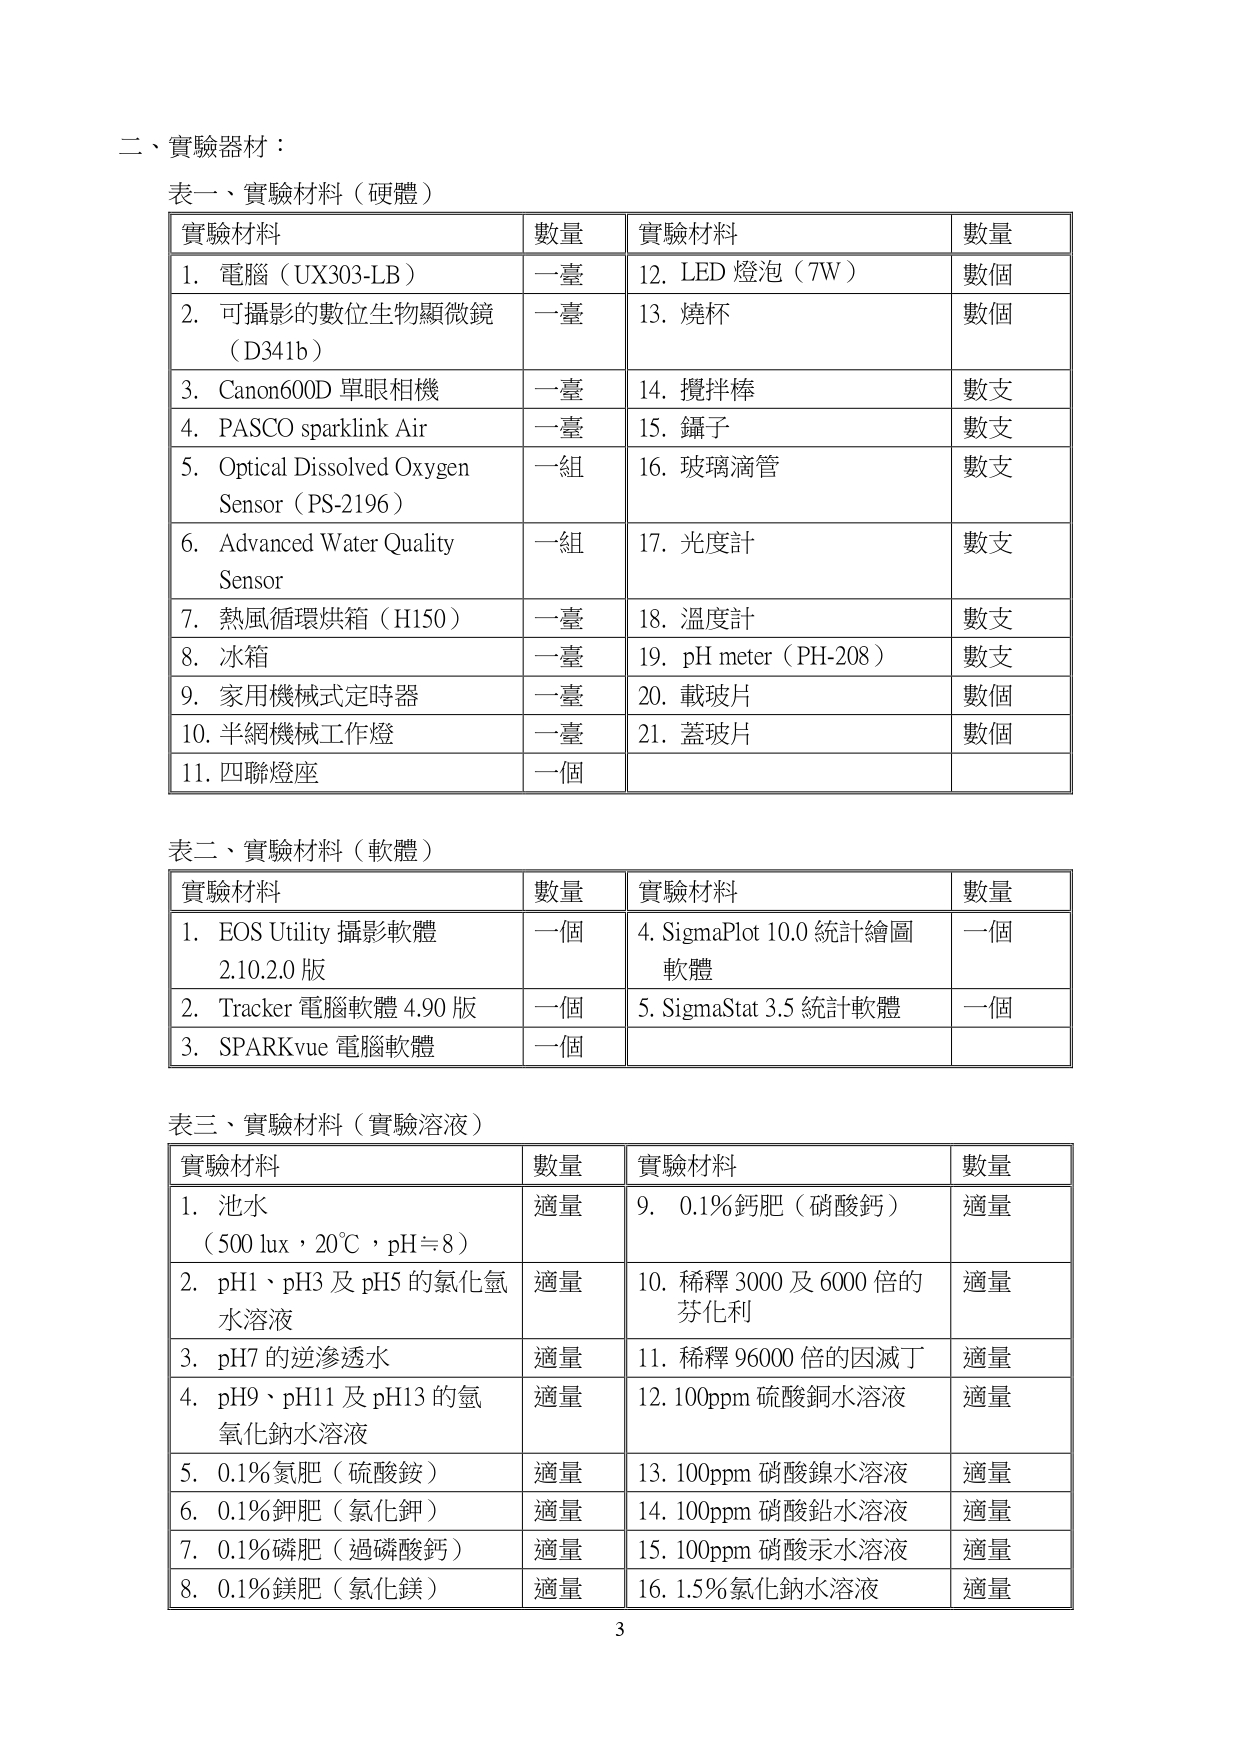 二、實驗器材：
表一、實驗材料（硬體）
實驗材料 數量 實驗材料 數量
1. 電腦（UX303-LB） 一臺 12. LED 燈泡（7W） 數個
2. 可攝影的數位生物顯微鏡 一臺 13. 燒杯 數個
（D341b）
3. Canon600D 單眼相機 一臺 14. 攪拌棒 數支
4. PASCO sparklink Air 一臺 15. 鑷子 數支
5. Optical Dissolved Oxygen 一組 16. 玻璃滴管 數支
Sensor（PS-2196）
6. Advanced Water Quality 一組 17. 光度計 數支
Sensor
7. 熱風循環烘箱（H150） 一臺 18. 溫度計 數支
8. 冰箱 一臺 19. pH meter（PH-208） 數支
9. 家用機械式定時器 一臺 20. 載玻片 數個
10. 半網機械工作燈 一臺 21. 蓋玻片 數個
11. 四聯燈座 一個
表二、實驗材料（軟體）
實驗材料 數量 實驗材料 數量
1. EOS Utility 攝影軟體 一個 4. SigmaPlot 10.0 統計繪圖 一個
2.10.2.0 版 軟體
2. Tracker 電腦軟體 4.90 版 一個 5. SigmaStat 3.5 統計軟體 一個
3. SPARKvue 電腦軟體 一個
表三、實驗材料（實驗溶液）
實驗材料 數量 實驗材料 數量
1. 池水 適量 9. 0.1%鈣肥（硝酸鈣） 適量
（500 lux，20℃，pH≒8）
2. pH1、pH3 及 pH5 的氯化氫 適量 10. 稀釋 3000 及 6000 倍的 適量
水溶液 芬化利
3. pH7 的逆滲透水 適量 11. 稀釋 96000 倍的因滅丁 適量
4. pH9、pH11 及 pH13 的氫 適量 12. 100ppm 硫酸銅水溶液 適量
氧化鈉水溶液
5. 0.1%氮肥（硫酸銨） 適量 13. 100ppm 硝酸鎳水溶液 適量
6. 0.1%鉀肥（氯化鉀） 適量 14. 100ppm 硝酸鉛水溶液 適量
7. 0.1%磷肥（過磷酸鈣） 適量 15. 100ppm 硝酸汞水溶液 適量
8. 0.1%鎂肥（氯化鎂） 適量 16. 1.5%氯化鈉水溶液 適量
3